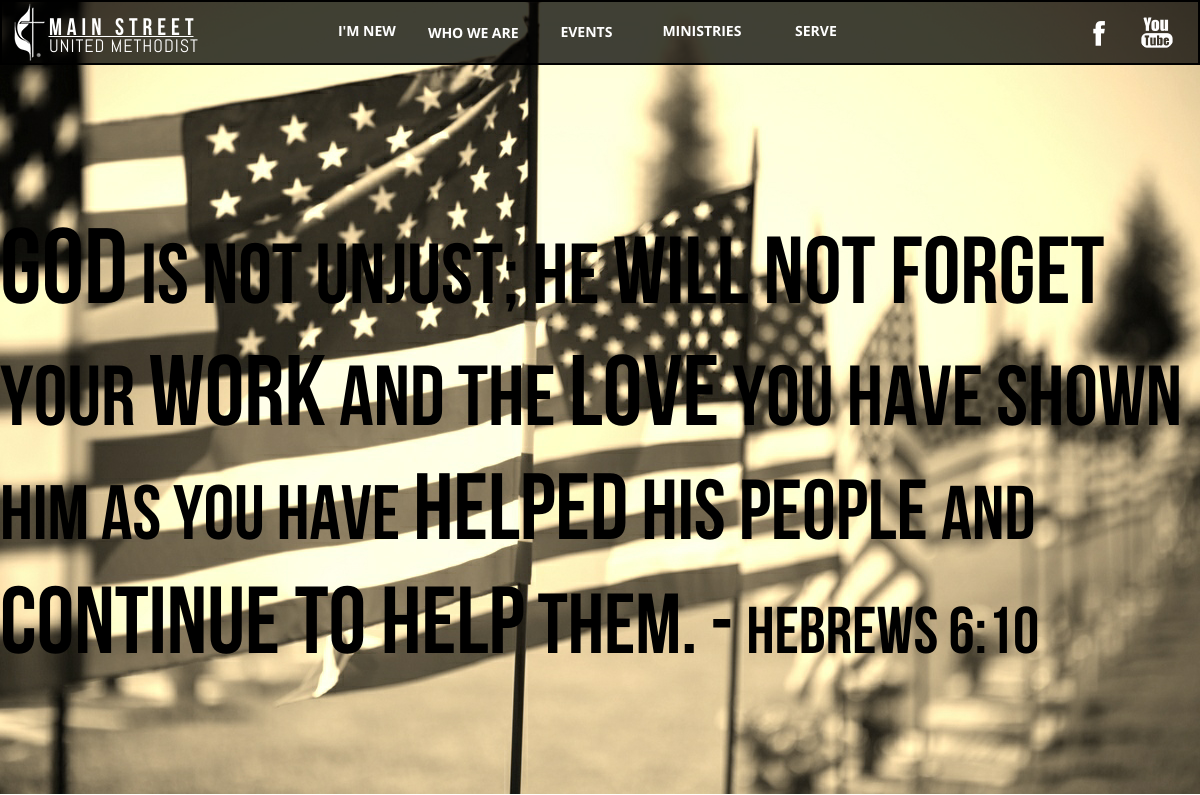 MAIN STREET
UNITED METHODIST
I'M NEW WHO WE ARE EVENTS MINISTRIES SERVE
f You Tube
GOD IS NOT UNJUST; HE WILL NOT FORGET
YOUR WORK AND THE LOVE YOU HAVE SHOWN
HIM AS YOU HAVE HELPED HIS PEOPLE AND
CONTINUE TO HELP THEM. - HEBREWS 6:10